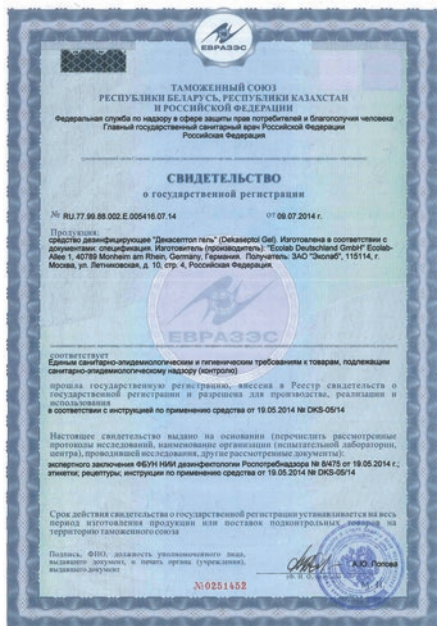 ЕВРАЗЭС
ТАМОЖЕННЫЙ СОЮЗ
РЕСПУБЛИКИ БЕЛАРУСЬ, РЕСПУБЛИКИ КАЗАХСТАН
И РОССИЙСКОЙ ФЕДЕРАЦИИ
Федеральная служба по надзору в сфере защиты прав потребителей и благополучия человека
Главный государственный санитарный врач Российской Федерации
Российская Федерация
СВИДЕТЕЛЬСТВО
о государственной регистрации
№ RU.77.99.88.002.Е.005416.07.14 от 09.07.2014 г.
Продукция:
средство дезинфицирующее "Декасептол гель" (Dekaseptol Gel). Изготовлена в соответствии с
документами: спецификация. Изготовитель (производитель): "Ecolab Deutschland GmbH" Ecolab-
Allee 1, 40789 Monheim am Rhein, Germany, Германия. Получатель: ЗАО "Эколаб", 115114, г.
Москва, ул. Летниковская, д. 10, стр. 4, Российская Федерация.
ЕВРАЗЭС
соответствует
Единым санитарно-эпидемиологическим и гигиеническим требованиям к товарам, подлежащим
санитарно-эпидемиологическому надзору (контролю)
прошла государственную регистрацию, внесена в Реестр свидетельств о
государственной регистрации и разрешена для производства, реализации и
использования
в соответствии с инструкцией по применению средства от 19.05.2014 № DKS-05/14
Настоящее свидетельство выдано на основании (перечислить рассмотренные
протоколы исследований, наименование организации (испытательной лаборатории,
центра), проводившей исследования, другие рассмотренные документы):
экспертного заключения ФБУН НИИ дезинфектологии Роспотребнадзора № 8/475 от 19.05.2014 г.;
этикетки; рецептуры; инструкции по применению средства от 19.05.2014 № DKS-05/14
Срок действия свидетельства о государственной регистрации устанавливается на весь
период изготовления продукции или поставок подконтрольных товаров на
территорию таможенного союза
Подпись, ФИО, должность уполномоченного лица,
выдавшего документ, и печать органа (учреждения),
выдавшего документ
А.Ю. Попова
№0251452